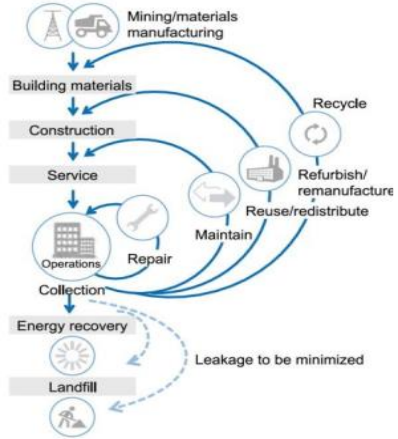 Mining/materials
manufacturing
Building materials
Recycle
Construction
Service
Refurbish/
remanufacture
Reuse/redistribute
Maintain
Operations
Repair
Collection
Energy recovery
Leakage to be minimized
Landfill